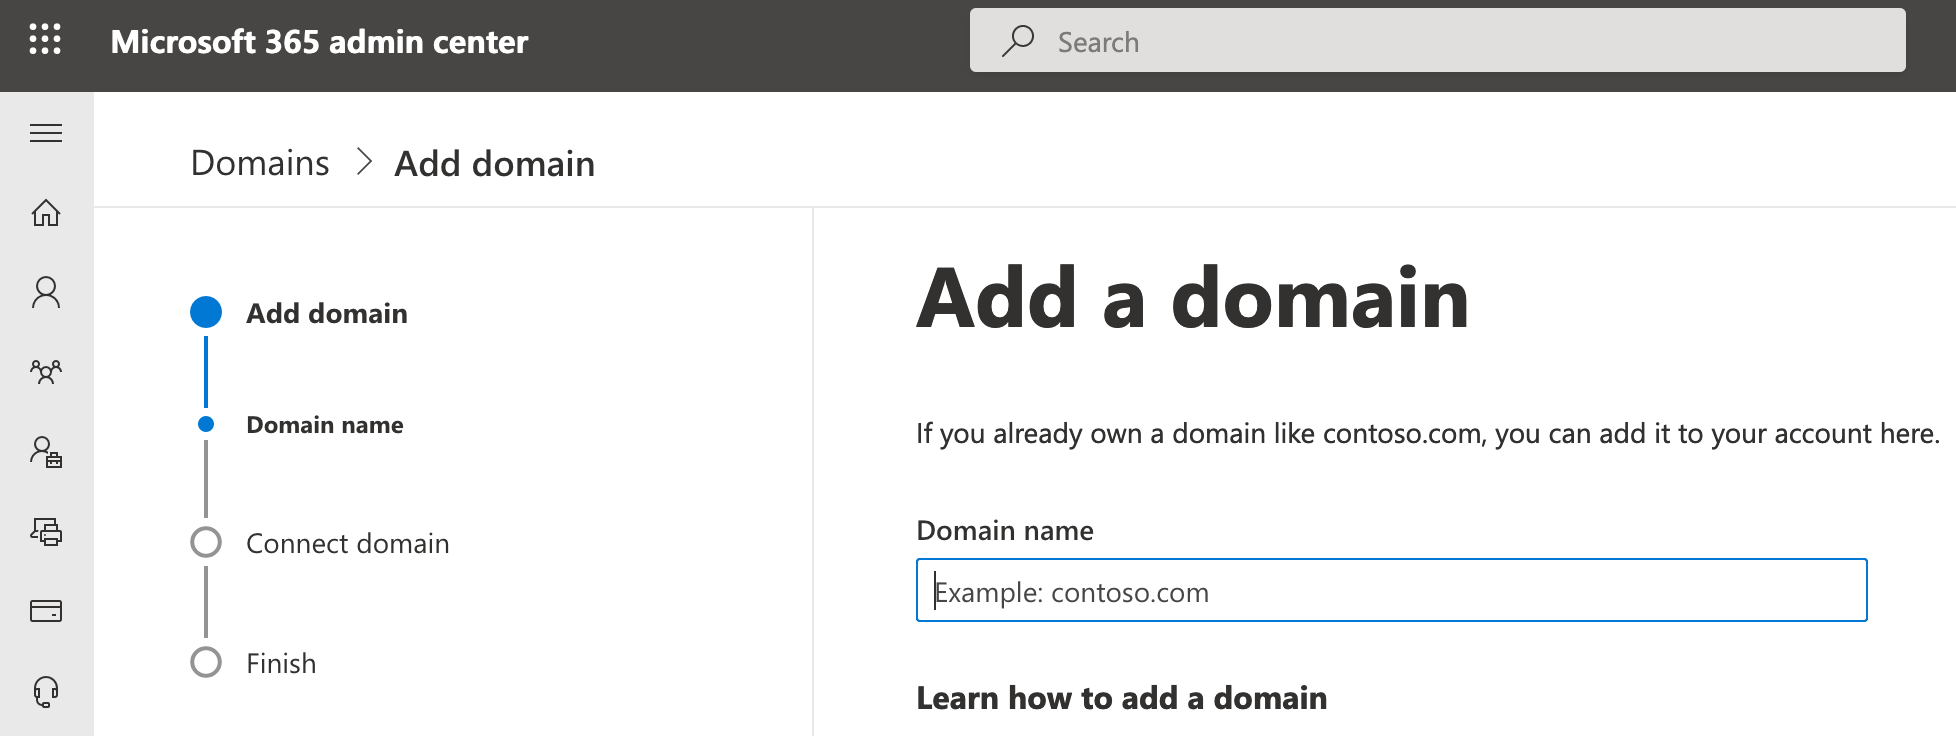 Microsoft 365 admin center
Search
Domains > Add domain
Add domain
Domain name
Connect domain
Finish
Add a domain
If you already own a domain like contoso.com, you can add it to your account here.
Domain name
Example: contoso.com
Learn how to add a domain